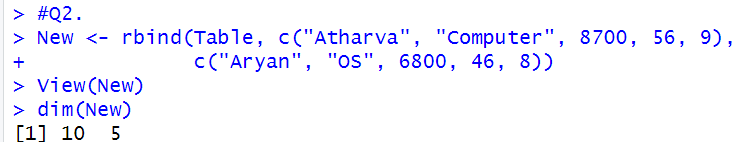 > #Q2.
> New <- rbind(Table, c("Atharva", "Computer", 8700, 56, 9),
+              c("Aryan", "OS", 6800, 46, 8))
> View(New)
> dim(New)
[1] 10  5